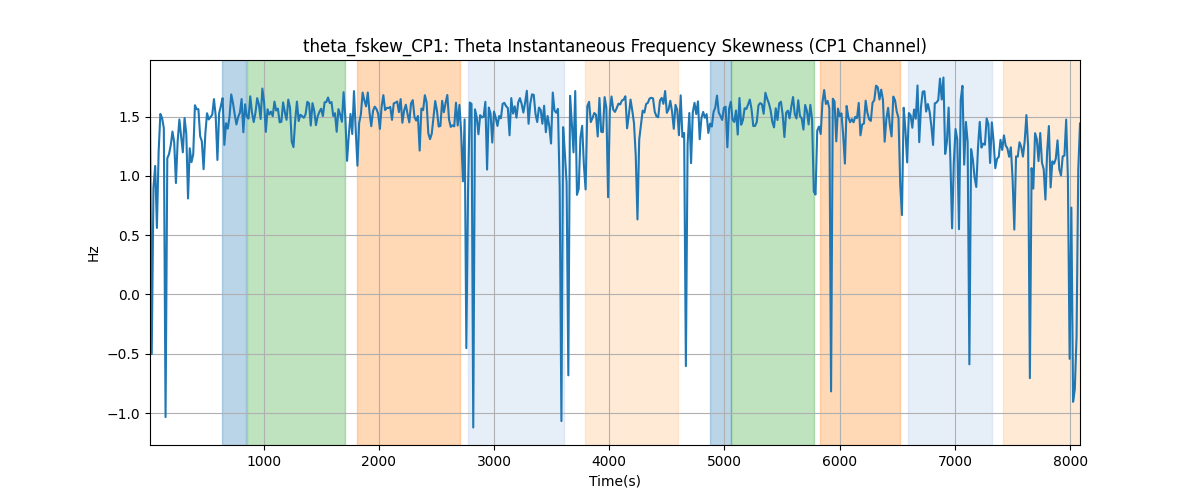 theta_fskew_CP1: Theta Instantaneous Frequency Skewness (CP1 Channel)
Hz
1.5
1.0
0.5
0.0
−0.5
−1.0
1000 2000 3000 4000 5000 6000 7000 8000
Time(s)